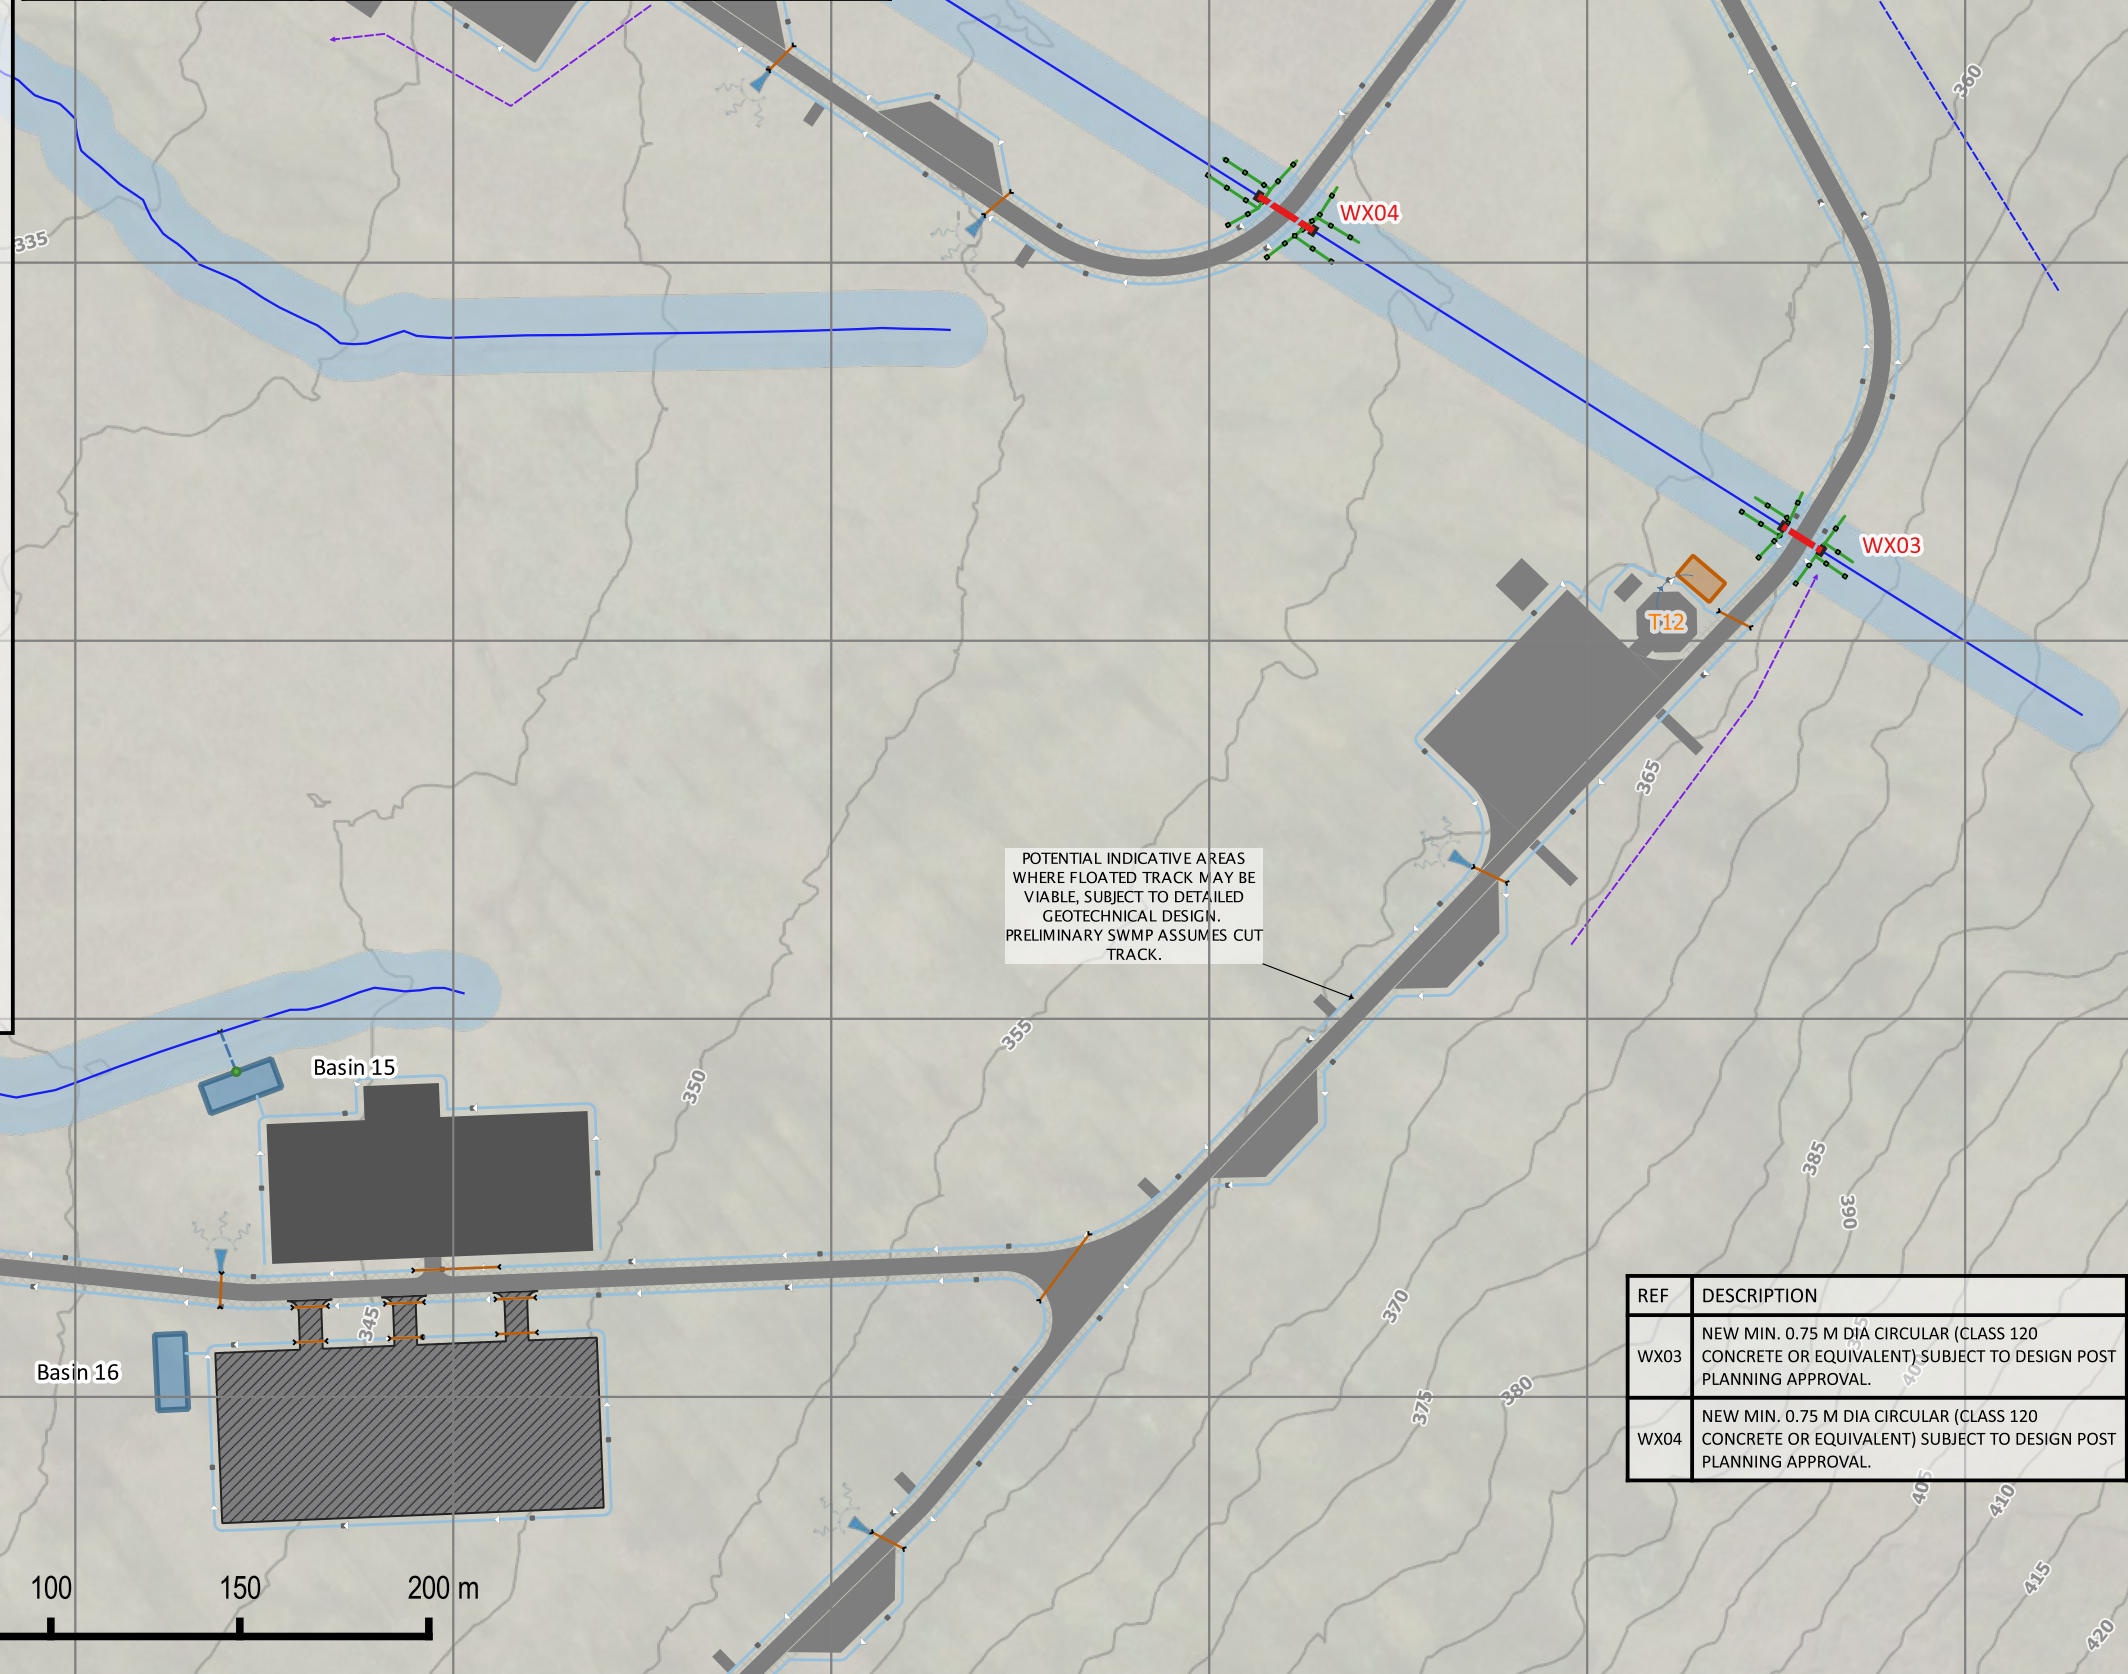 360
335
WX04
WX03
T12
365
POTENTIAL INDICATIVE AREAS
WHERE FLOATED TRACK MAY BE
VIABLE, SUBJECT TO DETAILED
GEOTECHNICAL DESIGN.
PRELIMINARY SWMP ASSUMES CUT
TRACK.
355
Basin 15
350
385
390
345
370
Basin 16
375
380
REF DESCRIPTION
WX03 NEW MIN. 0.75 M DIA CIRCULAR (CLASS 120
CONCRETE OR EQUIVALENT) SUBJECT TO DESIGN POST
PLANNING APPROVAL.
WX04 NEW MIN. 0.75 M DIA CIRCULAR (CLASS 120
CONCRETE OR EQUIVALENT) SUBJECT TO DESIGN POST
PLANNING APPROVAL.
405
410
415
420
100 150 200 m